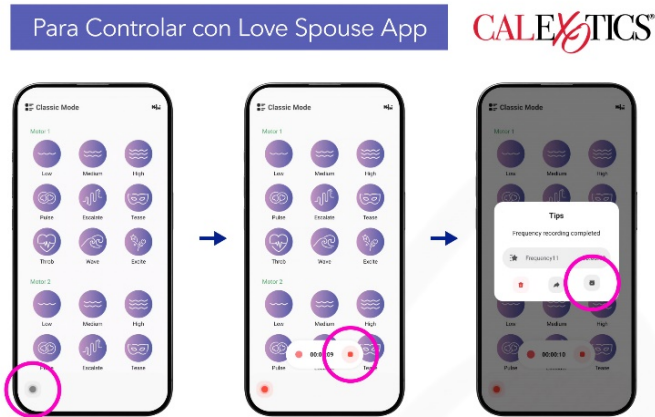 Para Controlar con Love Spouse App
CALEXOTICS®
Classic Mode
Motor 1
Low
Medium
High
Pulse
Escalate
Tease
Throb
Wave
Excite
Motor 2
Low
Medium
High
Escalate
Tease
Classic Mode
Motor 1
Low
Medium
High
Pulse
Escalate
Tease
Throb
Wave
Excite
Motor 2
Low
Medium
High
00:00:09
Pulse
Escalate
Classic Mode
Motor 1
Low
Medium
High
Tips
Frequency recording completed
Frequency11
Low
Medium
High
00:00:10
Pulse
Escalate
Tease